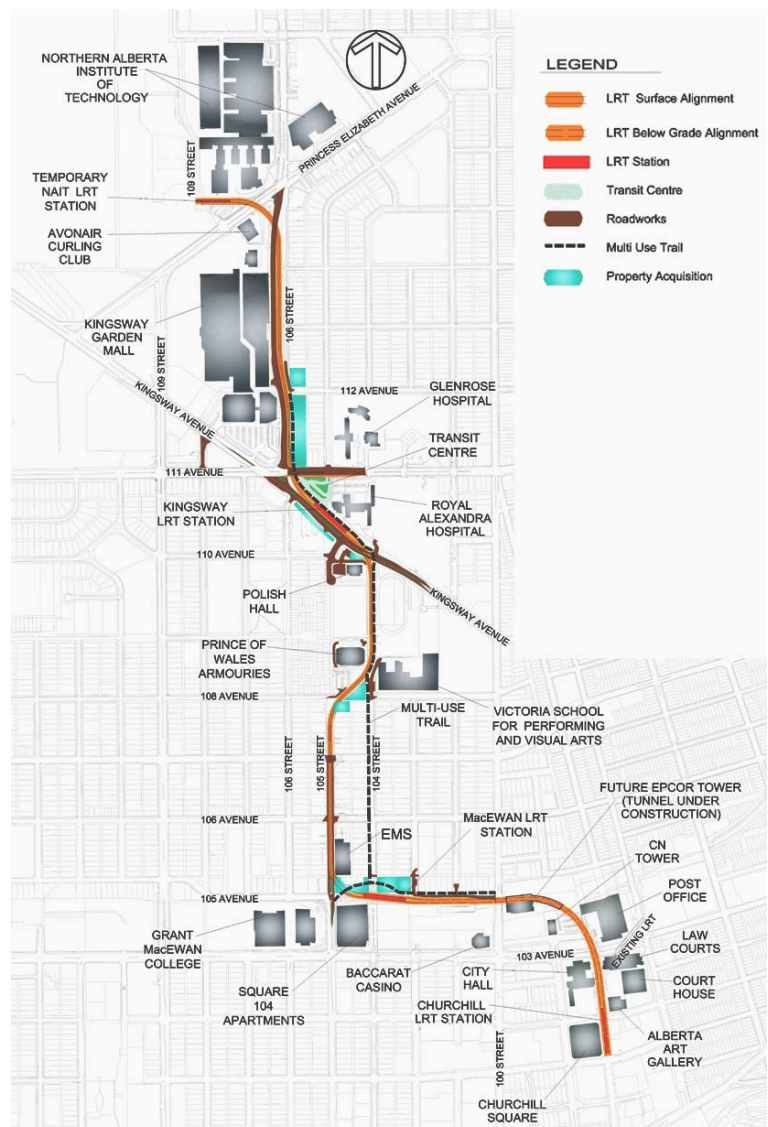 NORTHERN ALBERTA
INSTITUTE
OF
TECHNOLOGY
PRINCESS ELIZABETH AVENUE
109 STREET
TEMPORARY
NAIT LRT
STATION
AVONAIR
CURLING
CLUB
KINGSWAY
GARDEN
MALL
106 STREET
109 STREET
KINGSWAY AVENUE
112 AVENUE
GLENROSE
HOSPITAL
TRANSIT
CENTRE
111 AVENUE
KINGSWAY
LRT STATION
ROYAL
ALEXANDRA
HOSPITAL
110 AVENUE
POLISH
HALL
KINGSWAY AVENUE
PRINCE OF
WALES
ARMOURIES
108 AVENUE
MULTI-USE
TRAIL
VICTORIA SCHOOL
FOR PERFORMING
AND VISUAL ARTS
106 STREET
105 STREET
104 STREET
106 AVENUE
EMS
MacEWAN LRT
STATION
FUTURE EPCOR TOWER
(TUNNEL UNDER
CONSTRUCTION)
CN
TOWER
POST
OFFICE
105 AVENUE
GRANT
MacEWAN
COLLEGE
SQUARE
104
APARTMENTS
BACCARAT
CASINO
103 AVENUE
EXISTING LRT
LAW
COURTS
CITY
HALL
COURT
HOUSE
CHURCHILL
LRT STATION
100 STREET
ALBERTA
ART
GALLERY
CHURCHILL
SQUARE
LEGEND
LRT Surface Alignment
LRT Below Grade Alignment
LRT Station
Transit Centre
Roadworks
Multi Use Trail
Property Acquisition